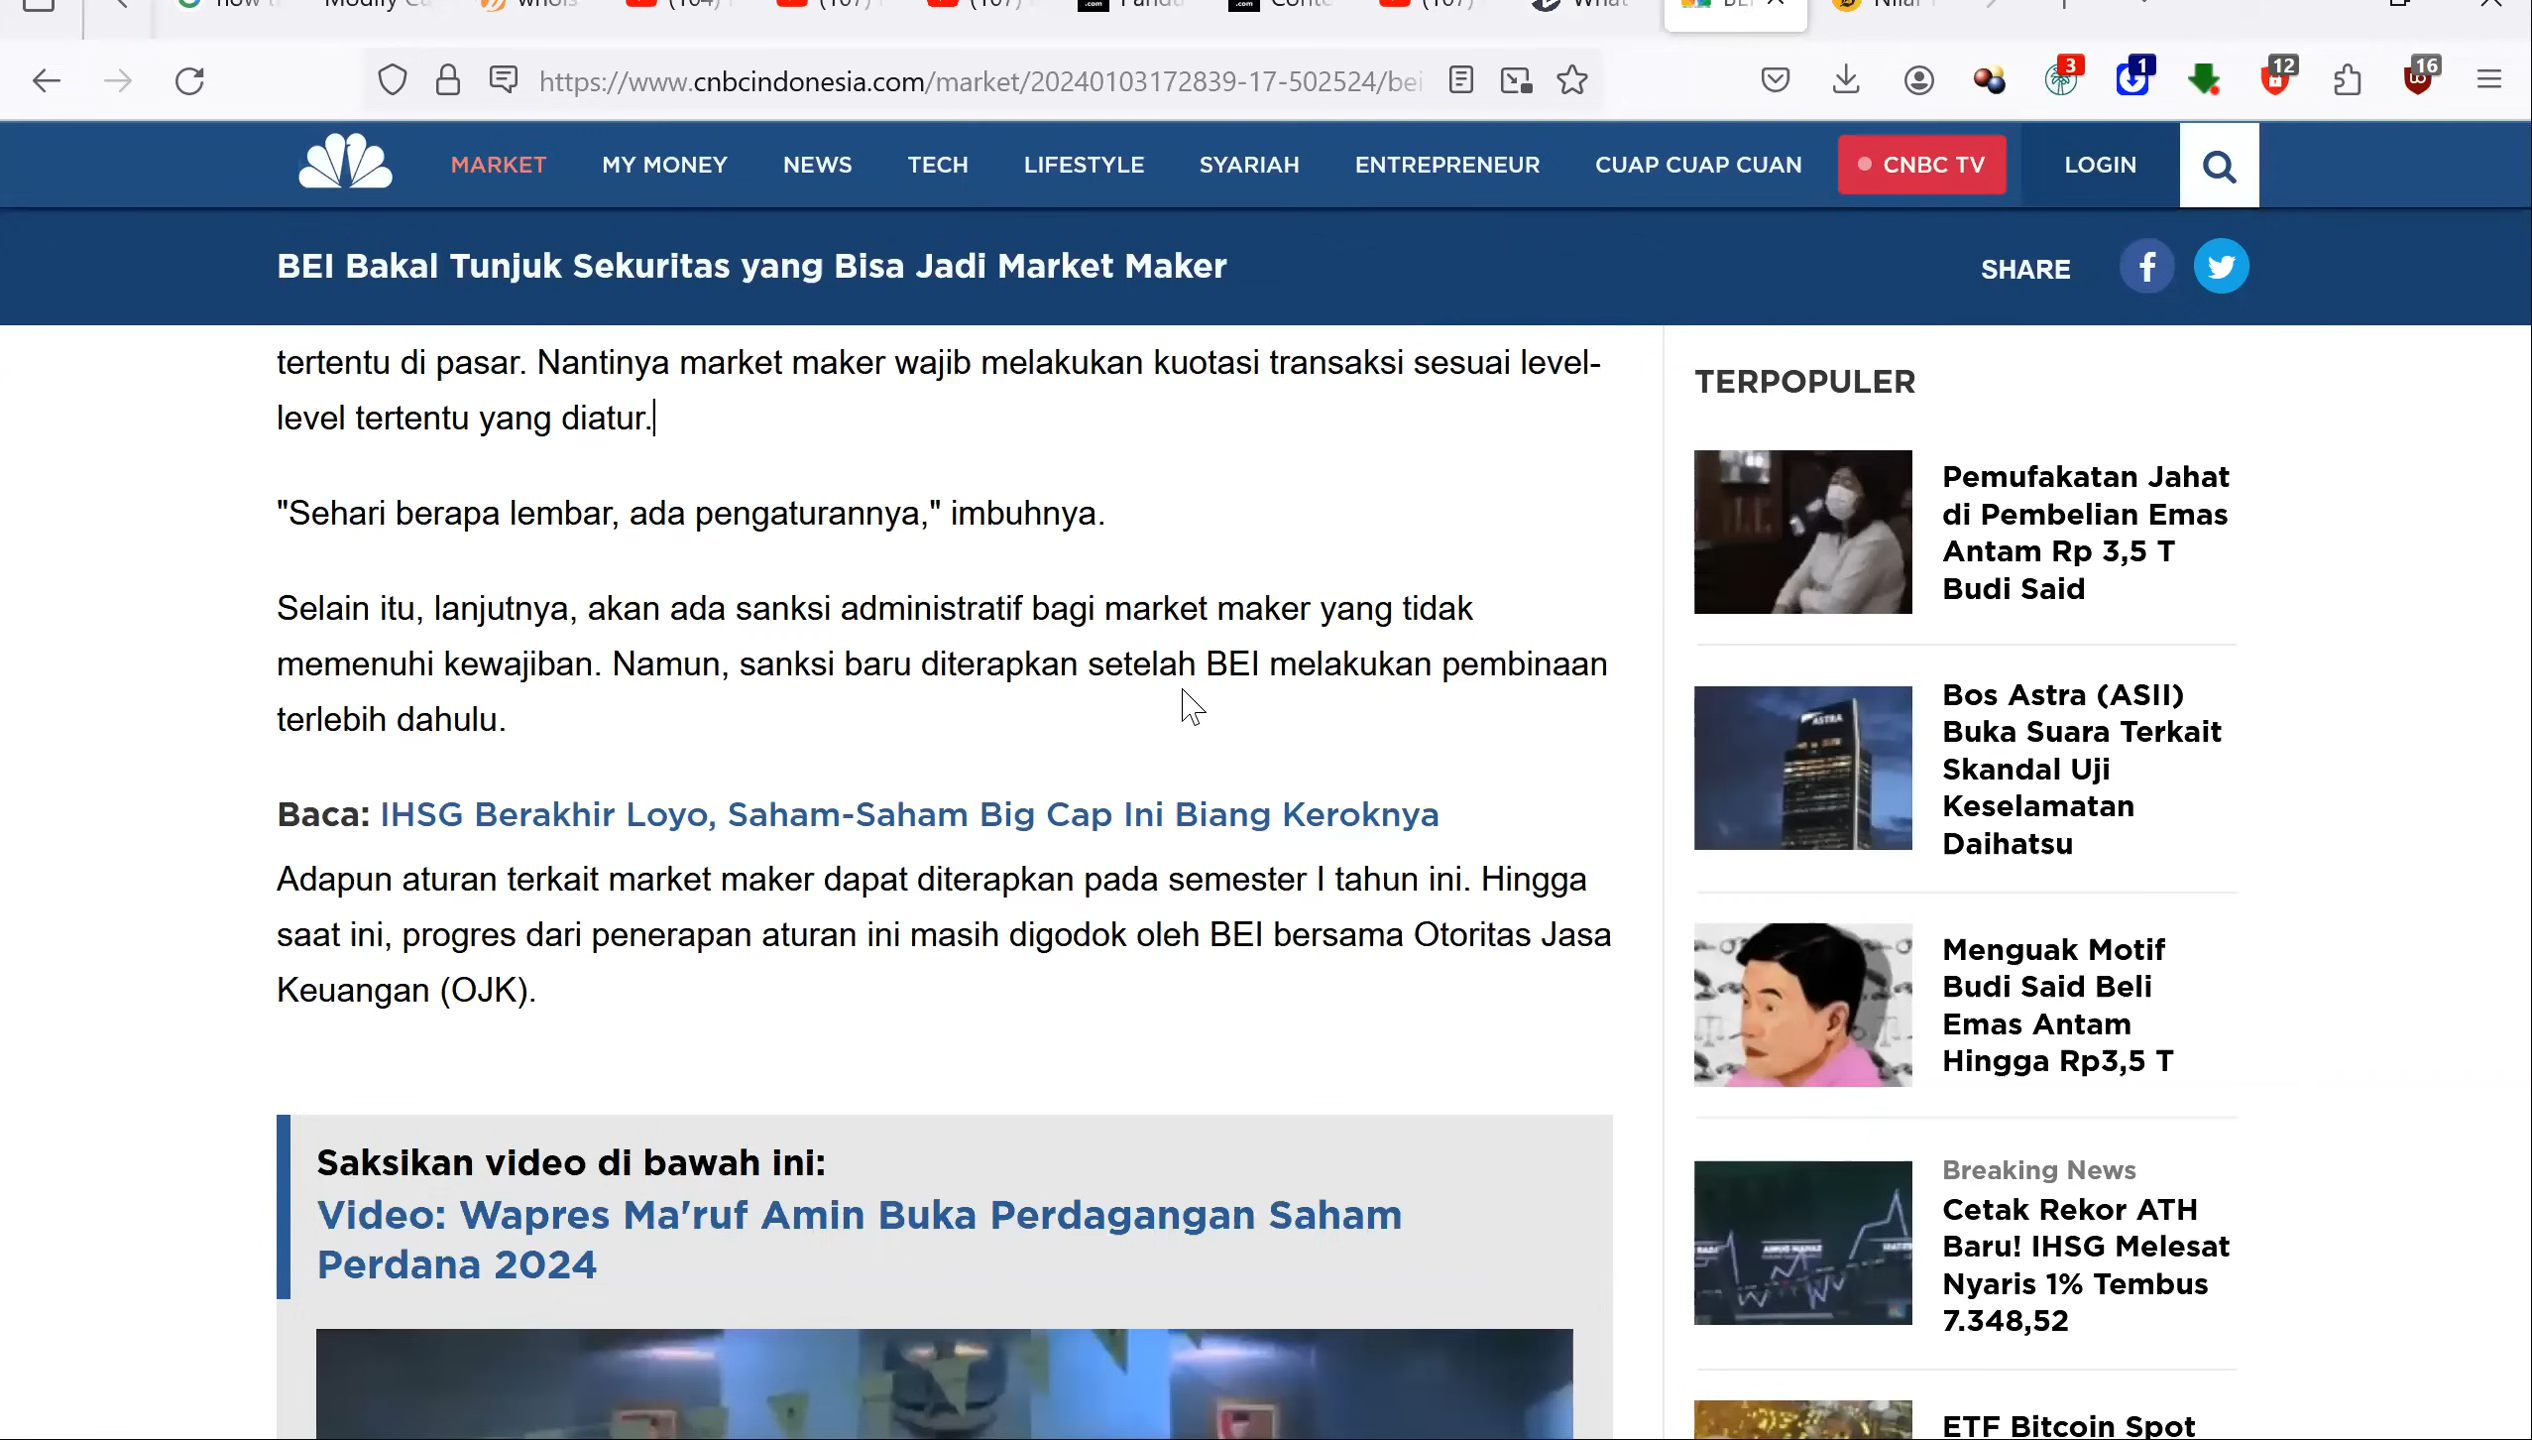 https://www.cnbcindonesia.com/market/20240103172839-17-502524/bei
3
1
12
16
MARKET
MY MONEY
NEWS
TECH
LIFESTYLE
SYARIAH
ENTREPRENEUR
CUAP CUAP CUAN
CNBC TV
LOGIN
BEI Bakal Tunjuk Sekuritas yang Bisa Jadi Market Maker
SHARE
tertentu di pasar. Nantinya market maker wajib melakukan kuotasi transaksi sesuai level-
level tertentu yang diatur.
"Sehari berapa lembar, ada pengaturannya," imbuhnya.
Selain itu, lanjutnya, akan ada sanksi administratif bagi market maker yang tidak
memenuhi kewajiban. Namun, sanksi baru diterapkan setelah BEI melakukan pembinaan
terlebih dahulu.
Baca: IHSG Berakhir Loyo, Saham-Saham Big Cap Ini Biang Keroknya
Adapun aturan terkait market maker dapat diterapkan pada semester I tahun ini. Hingga
saat ini, progres dari penerapan aturan ini masih digodok oleh BEI bersama Otoritas Jasa
Keuangan (OJK).
Saksikan video di bawah ini:
Video: Wapres Ma'ruf Amin Buka Perdagangan Saham
Perdana 2024
TERPOPULER
Pemufakatan Jahat
di Pembelian Emas
Antam Rp 3,5 T
Budi Said
ASTRA
Bos Astra (ASII)
Buka Suara Terkait
Skandal Uji
Keselamatan
Daihatsu
Menguak Motif
Budi Said Beli
Emas Antam
Hingga Rp3,5 T
Breaking News
Cetak Rekor ATH
Baru! IHSG Melesat
Nyaris 1% Tembus
7.348,52
ETF Bitcoin Spot